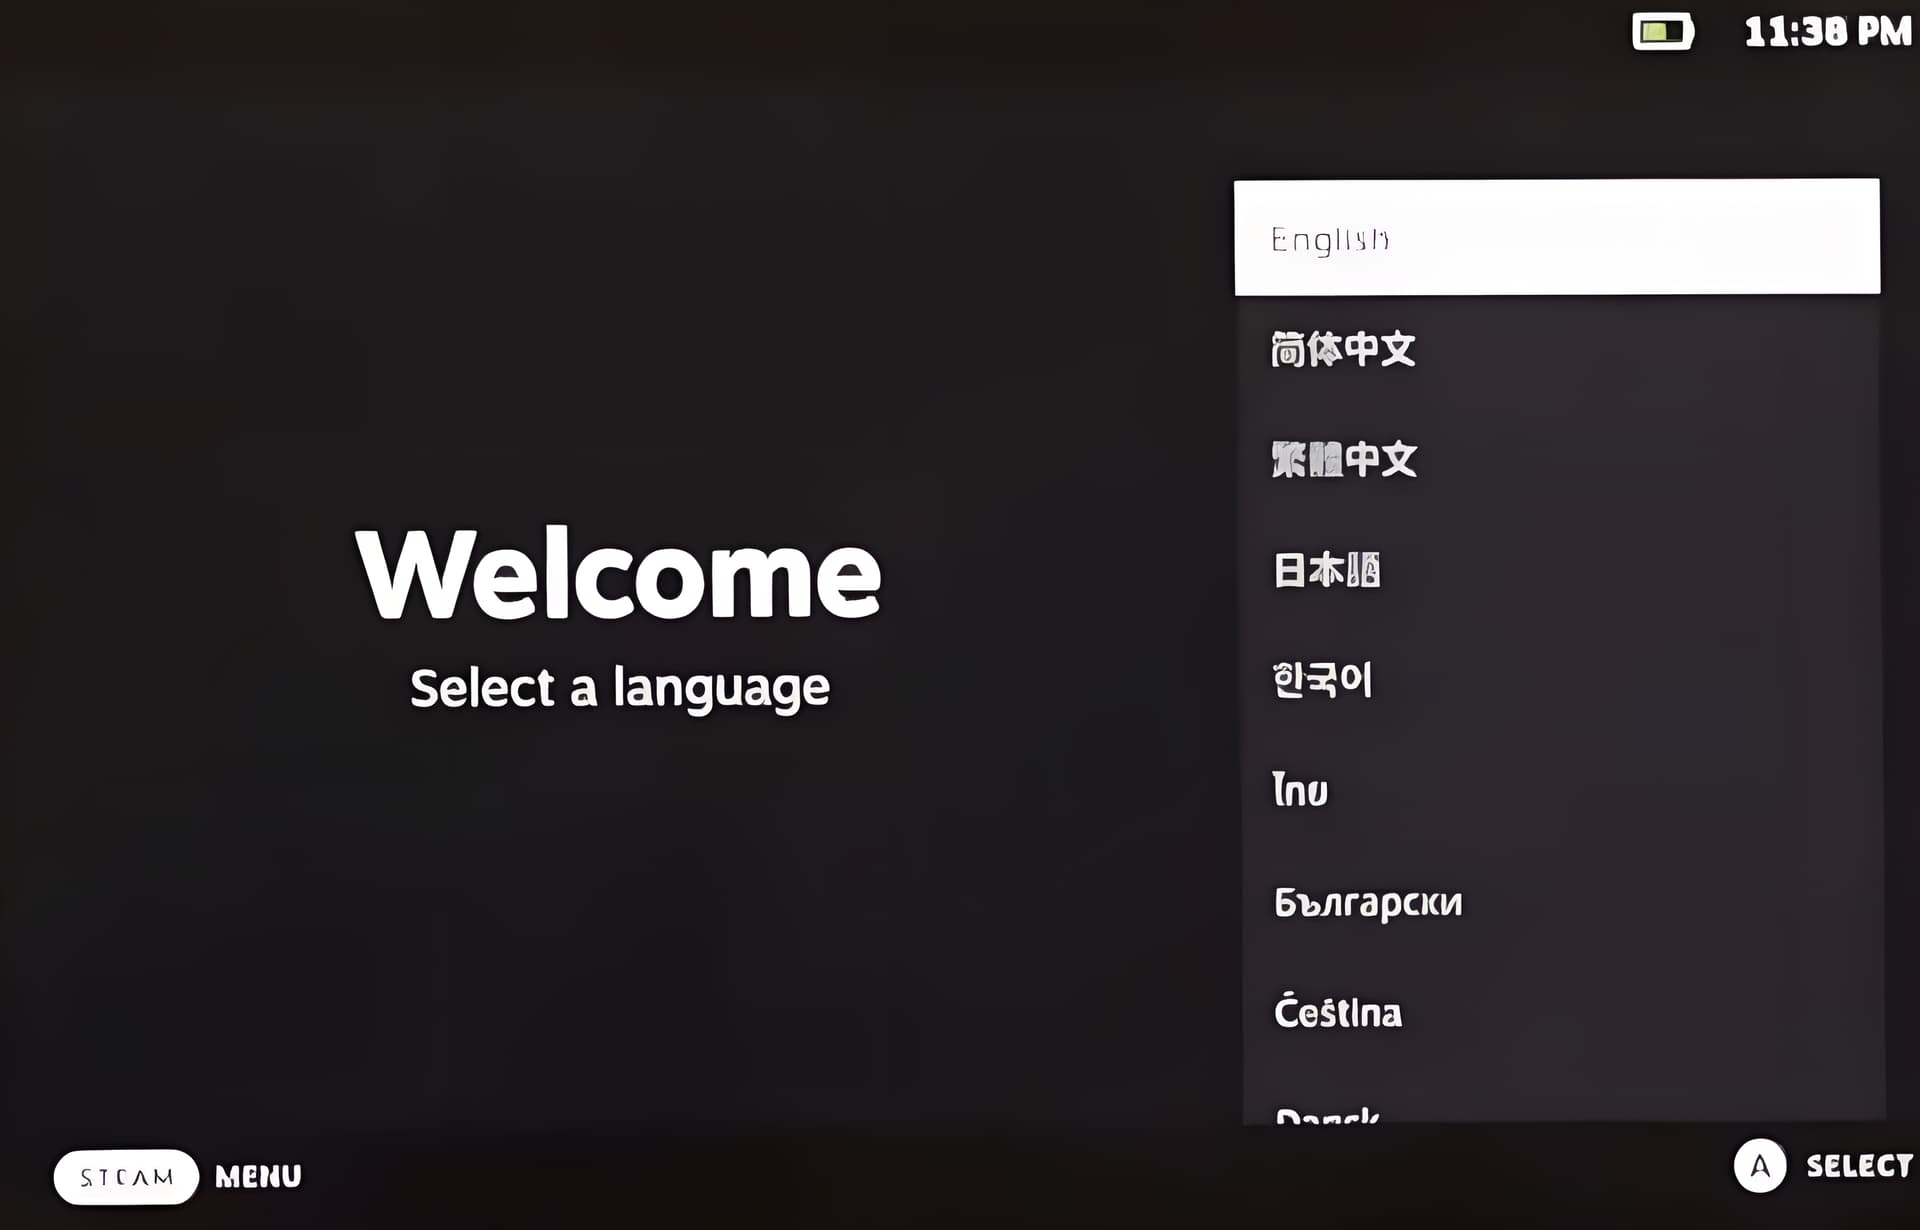 11:38 PM
English
简体中文
繁體中文
日本語
한국어
ไทย
Български
Čeština
Dansk
Welcome
Select a language
STEAM MENU
A SELECT